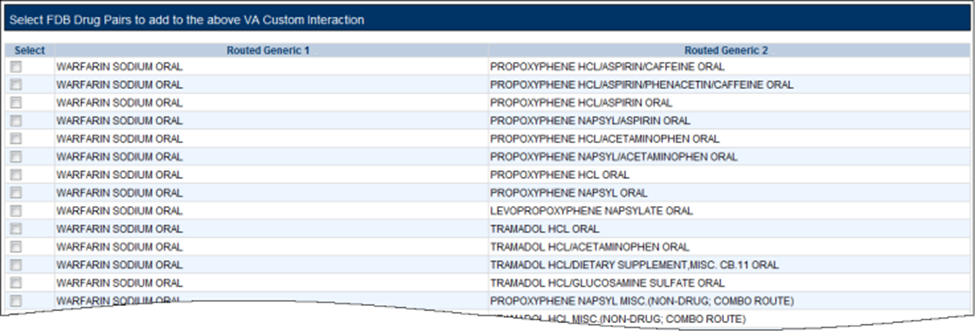 Select FDB Drug Pairs to add to the above VA Custom Interaction
Select Routed Generic 1 Routed Generic 2
WARFARIN SODIUM ORAL PROPOXYPHENE HCL/ASPIRIN/CAFFEINE ORAL
WARFARIN SODIUM ORAL PROPOXYPHENE HCL/ASPIRIN/PHENACETIN/CAFFEINE ORAL
WARFARIN SODIUM ORAL PROPOXYPHENE HCL/ASPIRIN ORAL
WARFARIN SODIUM ORAL PROPOXYPHENE NAPSYL/ASPIRIN ORAL
WARFARIN SODIUM ORAL PROPOXYPHENE HCL/ACETAMINOPHEN ORAL
WARFARIN SODIUM ORAL PROPOXYPHENE NAPSYL/ACETAMINOPHEN ORAL
WARFARIN SODIUM ORAL PROPOXYPHENE HCL ORAL
WARFARIN SODIUM ORAL PROPOXYPHENE NAPSYL ORAL
WARFARIN SODIUM ORAL LEVOPROPOXYPHENE NAPSYLATE ORAL
WARFARIN SODIUM ORAL TRAMADOL HCL ORAL
WARFARIN SODIUM ORAL TRAMADOL HCL/ACETAMINOPHEN ORAL
WARFARIN SODIUM ORAL TRAMADOL HCL/DIETARY SUPPLEMENT,MISC. CB.11 ORAL
WARFARIN SODIUM ORAL TRAMADOL HCL/GLUCOSAMINE SULFATE ORAL
WARFARIN SODIUM ORAL PROPOXYPHENE NAPSYL MISC.(NON-DRUG; COMBO ROUTE)
HCL MISC.(NON-DRUG; COMBO ROUTE)